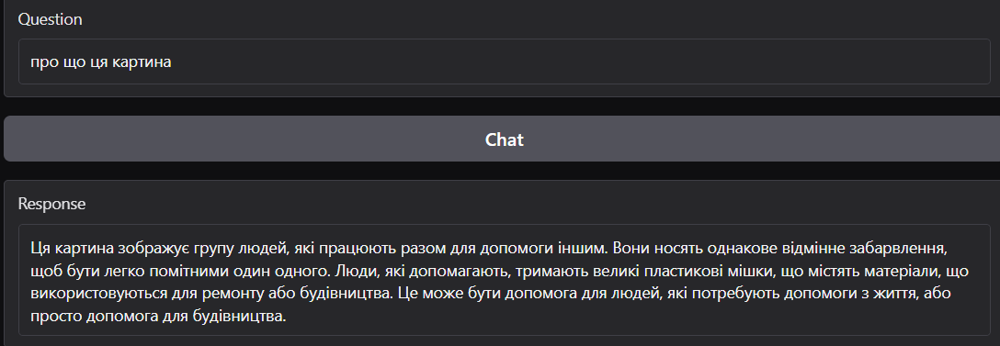 Question
про що ця картина
Chat
Response
Ця картина зображує групу людей, які працюють разом для допомоги іншим. Вони носять однакове відмінне забарвлення,
щоб бути легко помітними один одного. Люди, які допомагають, тримають великі пластикові мішки, що містять матеріали, що
використовуються для ремонту або будівництва. Це може бути допомога для людей, які потребують допомоги з життя, або
просто допомога для будівництва.